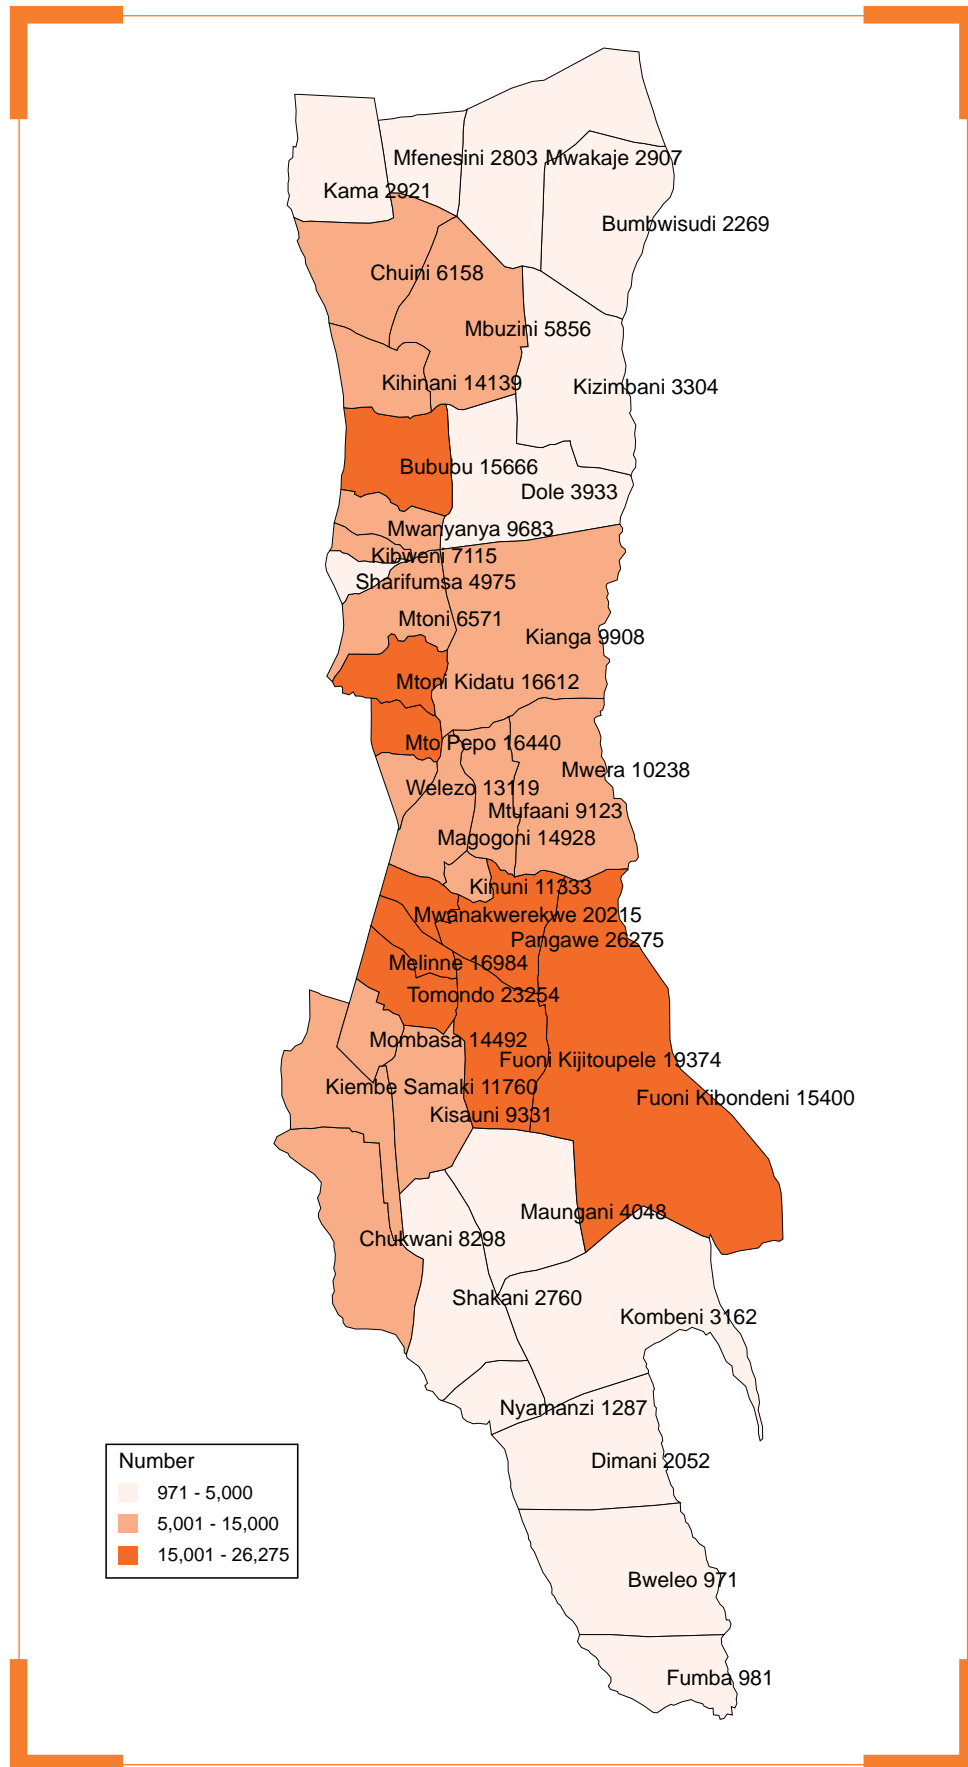 Mfenesini 2803
Mwakaje 2907
Kama 2921
Bumbwisudi 2269
Chuini 6158
Mbuzini 5856
Kihinani 14139
Kizimbani 3304
Bububu 15666
Dole 3933
Mwanyanya 9683
Kibweni 7115
Sharifumsa 4975
Mtoni 6571
Kianga 9908
Mtoni Kidatu 16612
Mto Pepo 16440
Mwera 10238
Welezo 13119
Mtufaani 9123
Magogoni 14928
Kinuni 11333
Mwanakwerekwe 20215
Pangawe 26275
Melinne 16984
Tomondo 23254
Mombasa 14492
Fuoni Kijitoupele 19374
Kiembe Samaki 11760
Fuoni Kibondeni 15400
Kisauni 9331
Maungani 4048
Chukwani 8298
Shakani 2760
Kombeni 3162
Nyamanzi 1287
Dimani 2052
Number
971 - 5,000
5,001 - 15,000
15,001 - 26,275
Bweleo 971
Fumba 981